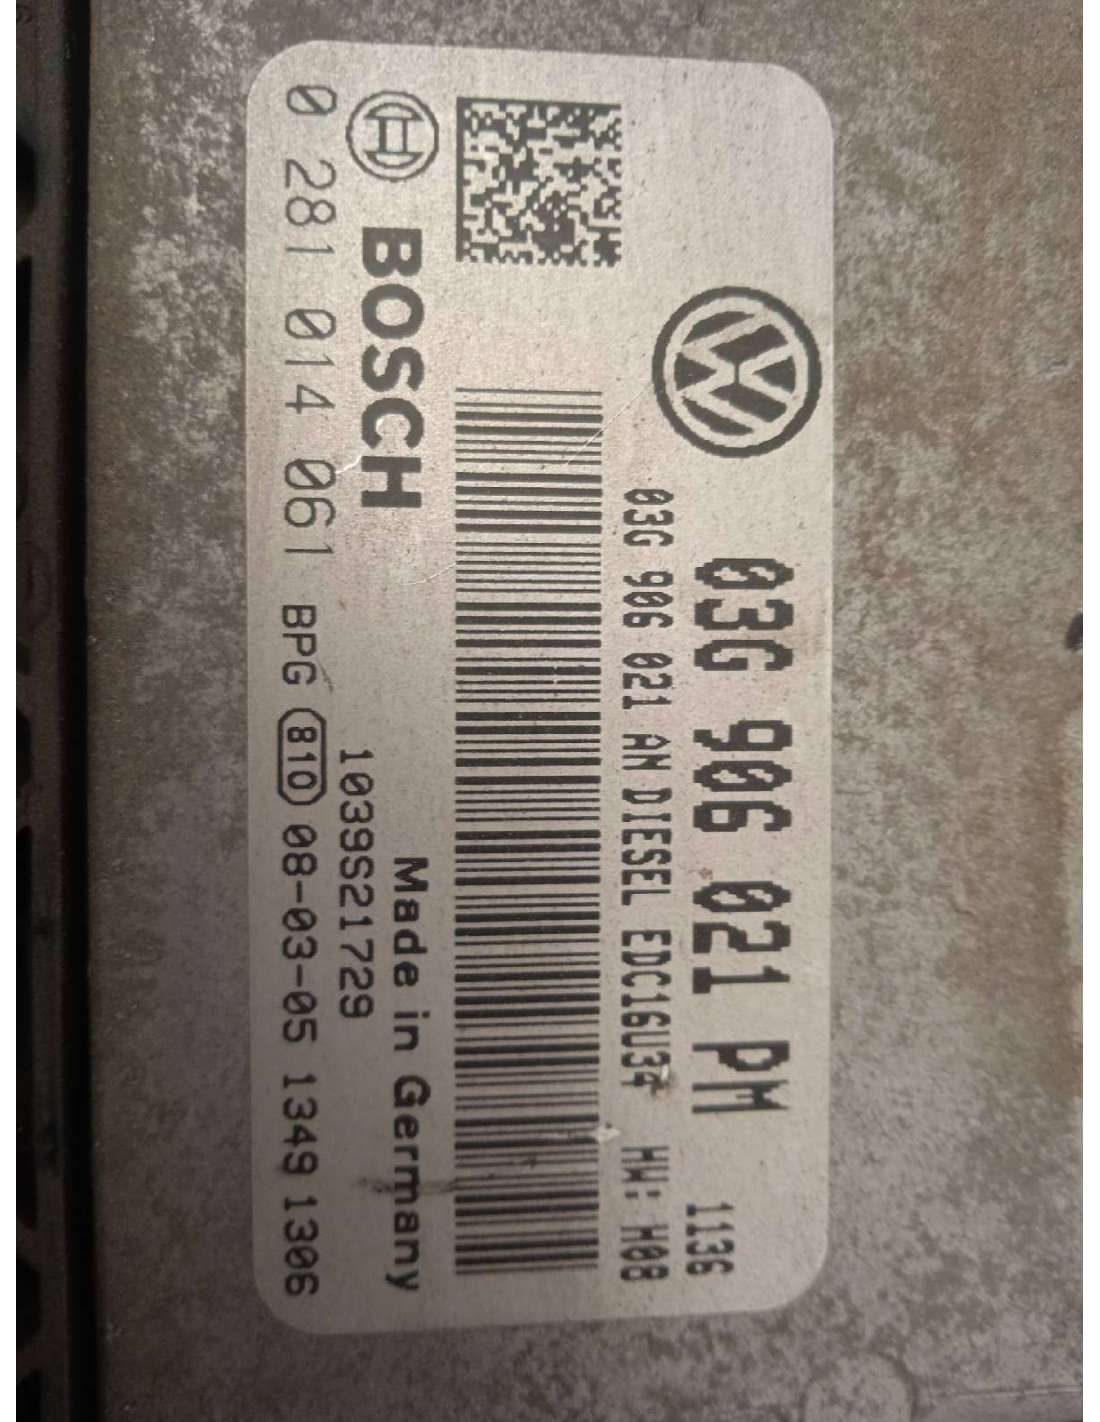 03G 906 021 PM 1136
03G 906 021 AN DIESEL EDC16U34 HW: H08
BOSCH Made in Germany
1039S21729
0 281 014 061 BPG 810 08-03-05 1349 1306